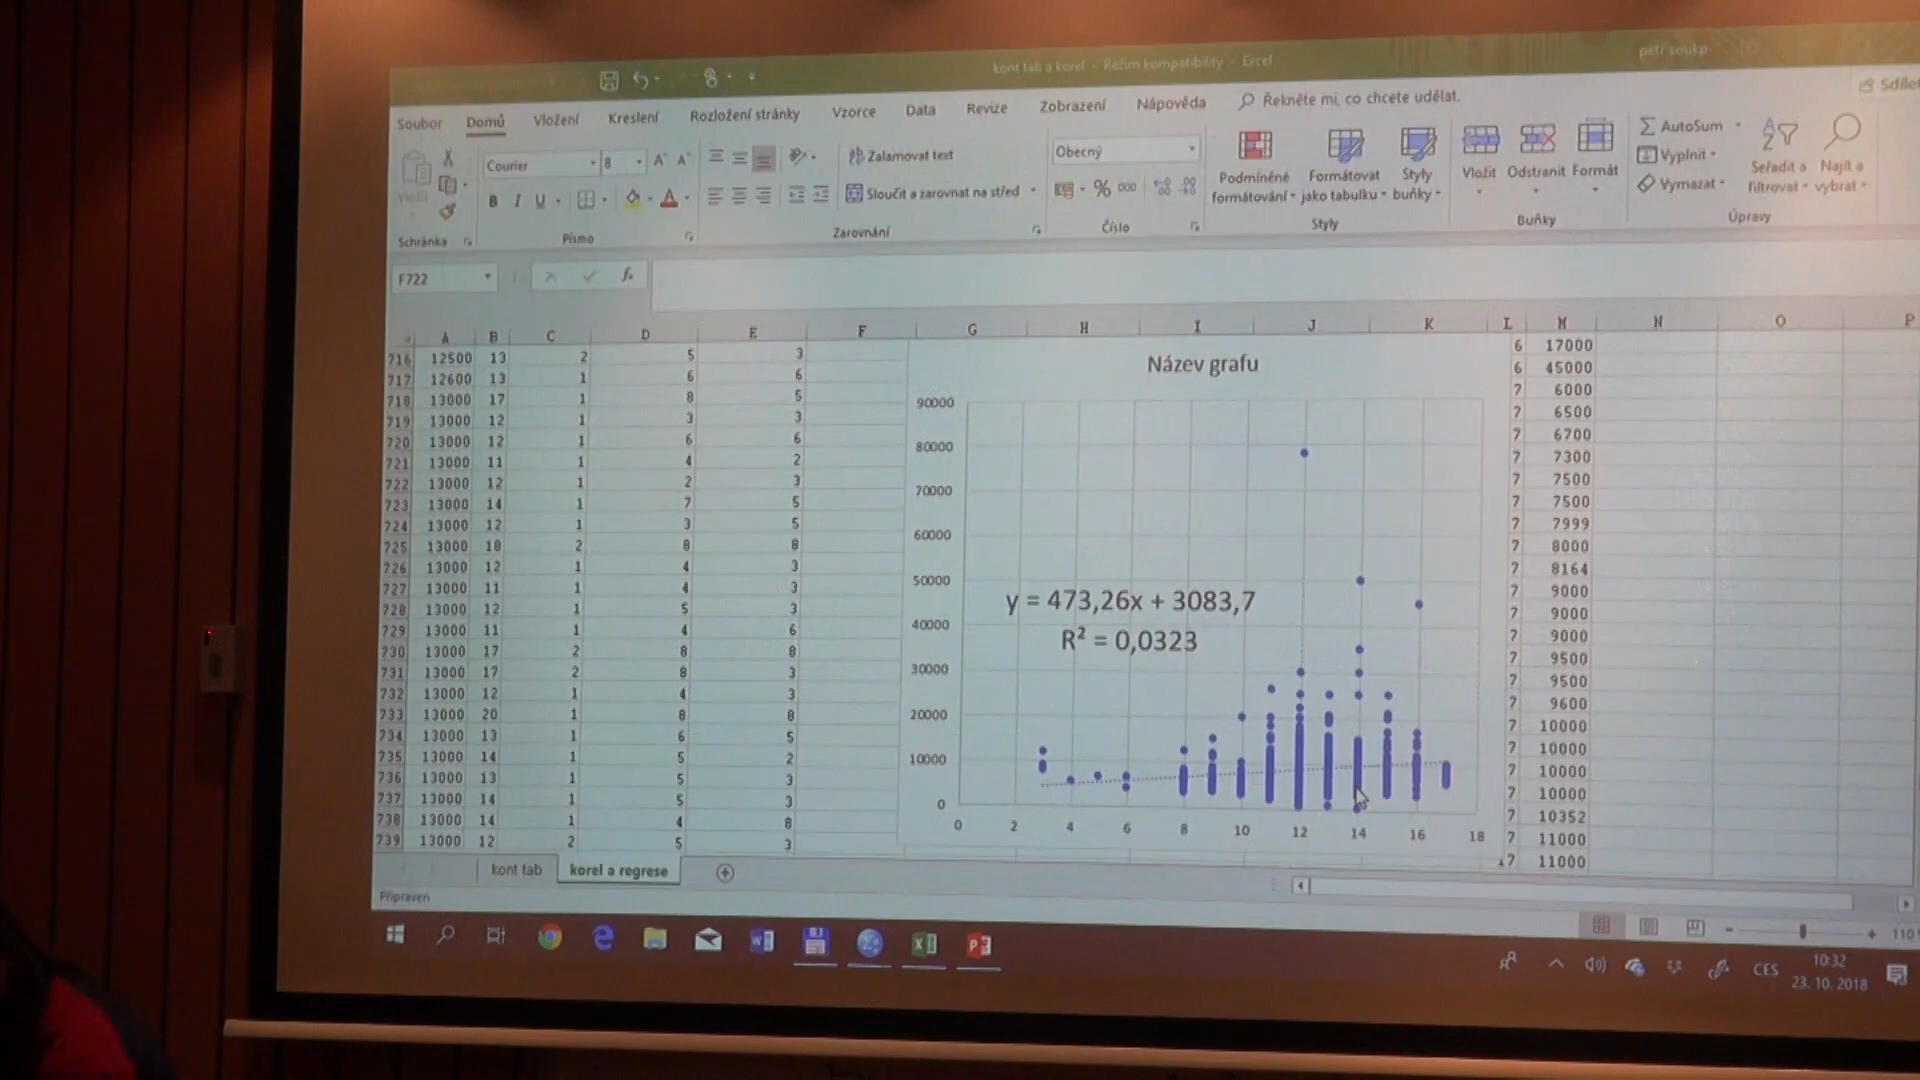 kont tab a korel - Režim kompatibility - Excel
petr soukp
Soubor Domů Vložení Kreslení Rozložení stránky Vzorce Data Revize Zobrazení Nápověda Řekněte mi, co chcete udělat. Sdílet
Vložit
Schránka
Courier 8
B I U
Písmo
Zalamovat text
Sloučit a zarovnat na střed
Zarovnání
Obecný
% 000
Číslo
Podmíněné formátování
Formátovat jako tabulku
Styly buňky
Styly
Vložit Odstranit Formát
Buňky
AutoSum
Vyplnit
Vymazat
Seřadit a filtrovat
Najít a vybrat
Úpravy
F722 fx
A B C D E F G H I J K L M N O P
716 12500 13 2 5 3
717 12600 13 1 6 6
718 13000 17 1 8 5
719 13000 12 1 3 3
720 13000 12 1 6 6
721 13000 11 1 4 2
722 13000 12 1 2 3
723 13000 14 1 7 5
724 13000 12 1 3 5
725 13000 18 2 8 8
726 13000 12 1 4 3
727 13000 11 1 4 3
728 13000 12 1 5 3
729 13000 11 1 4 6
730 13000 17 2 8 8
731 13000 17 2 8 3
732 13000 12 1 4 3
733 13000 20 1 8 8
734 13000 13 1 6 5
735 13000 14 1 5 2
736 13000 13 1 5 3
737 13000 14 1 5 3
738 13000 14 1 4 8
739 13000 12 2 5 3
Název grafu
90000
80000
70000
60000
50000
40000
30000
20000
10000
0
y = 473,26x + 3083,7
R² = 0,0323
0 2 4 6 8 10 12 14 16 18
6 17000
6 45000
7 6000
7 6500
7 6700
7 7300
7 7500
7 7500
7 7999
7 8000
7 8164
7 9000
7 9000
7 9000
7 9500
7 9500
7 9600
7 10000
7 10000
7 10000
7 10000
7 10352
7 11000
7 11000
kont tab korel a regrese
Připraven
110%
CES
10:32
23. 10. 2018